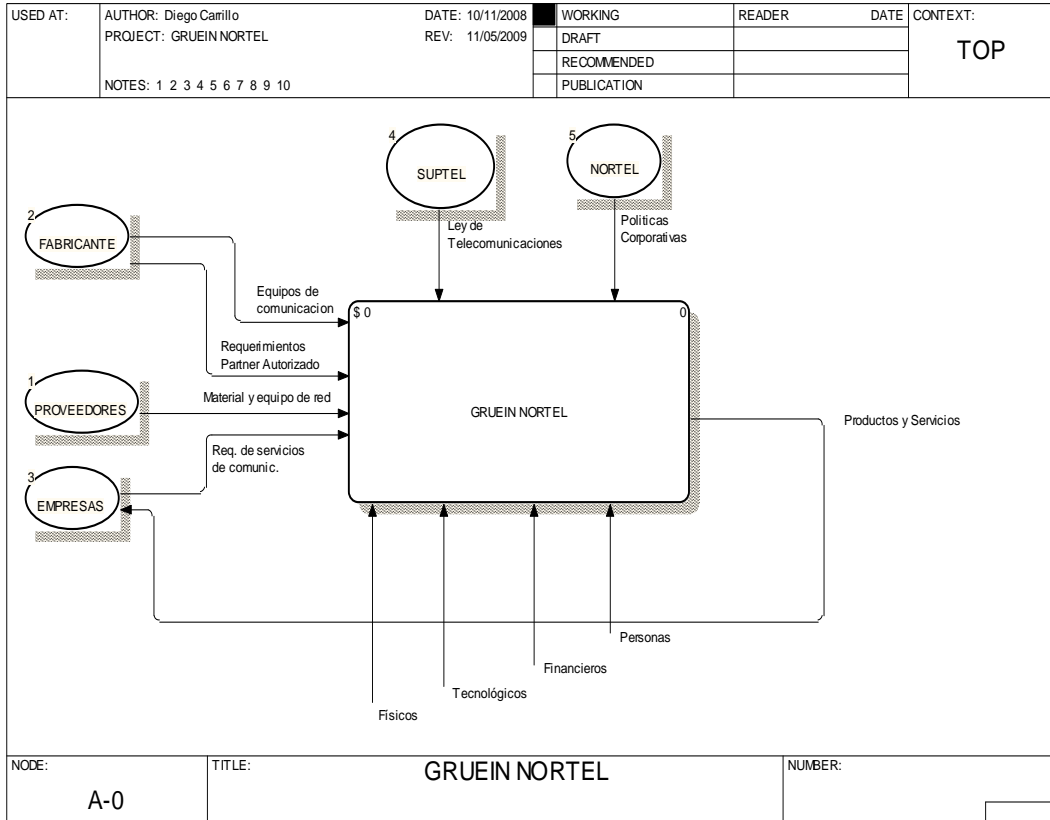 USED AT:
AUTHOR: Diego Carrillo
DATE: 10/11/2008
PROJECT: GRUEIN NORTEL
REV: 11/05/2009
NOTES: 1 2 3 4 5 6 7 8 9 10
WORKING
DRAFT
RECOMMENDED
PUBLICATION
READER
DATE
CONTEXT:
TOP
4
SUPTEL
5
NORTEL
2
FABRICANTE
Ley de
Telecomunicaciones
Politicas
Corporativas
Equipos de
comunicacion
$ 0
0
Requerimientos
Partner Autorizado
1
PROVEEDORES
Material y equipo de red
GRUEIN NORTEL
Productos y Servicios
Req. de servicios
de comunic.
3
EMPRESAS
Personas
Financieros
Tecnológicos
Físicos
NODE:
A-0
TITLE:
GRUEIN NORTEL
NUMBER: